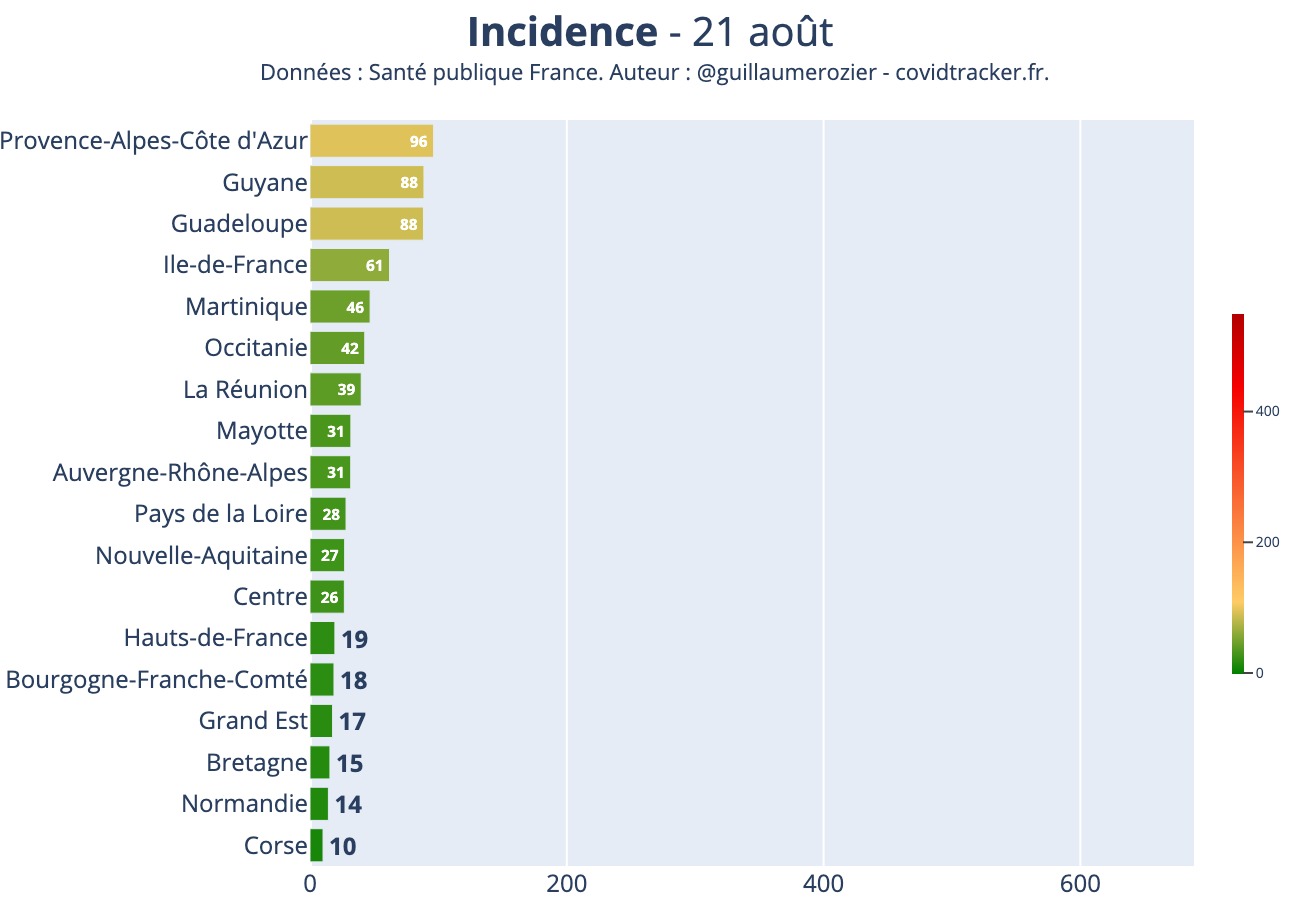 Incidence - 21 août
Données : Santé publique France. Auteur : @guillaumerozier - covidtracker.fr.
Provence-Alpes-Côte d'Azur 96
Guyane 88
Guadeloupe 88
Ile-de-France 61
Martinique 46
Occitanie 42
La Réunion 39
Mayotte 31
Auvergne-Rhône-Alpes 31
Pays de la Loire 28
Nouvelle-Aquitaine 27
Centre 26
Hauts-de-France 19
Bourgogne-Franche-Comté 18
Grand Est 17
Bretagne 15
Normandie 14
Corse 10
0 200 400 600
400
200
0